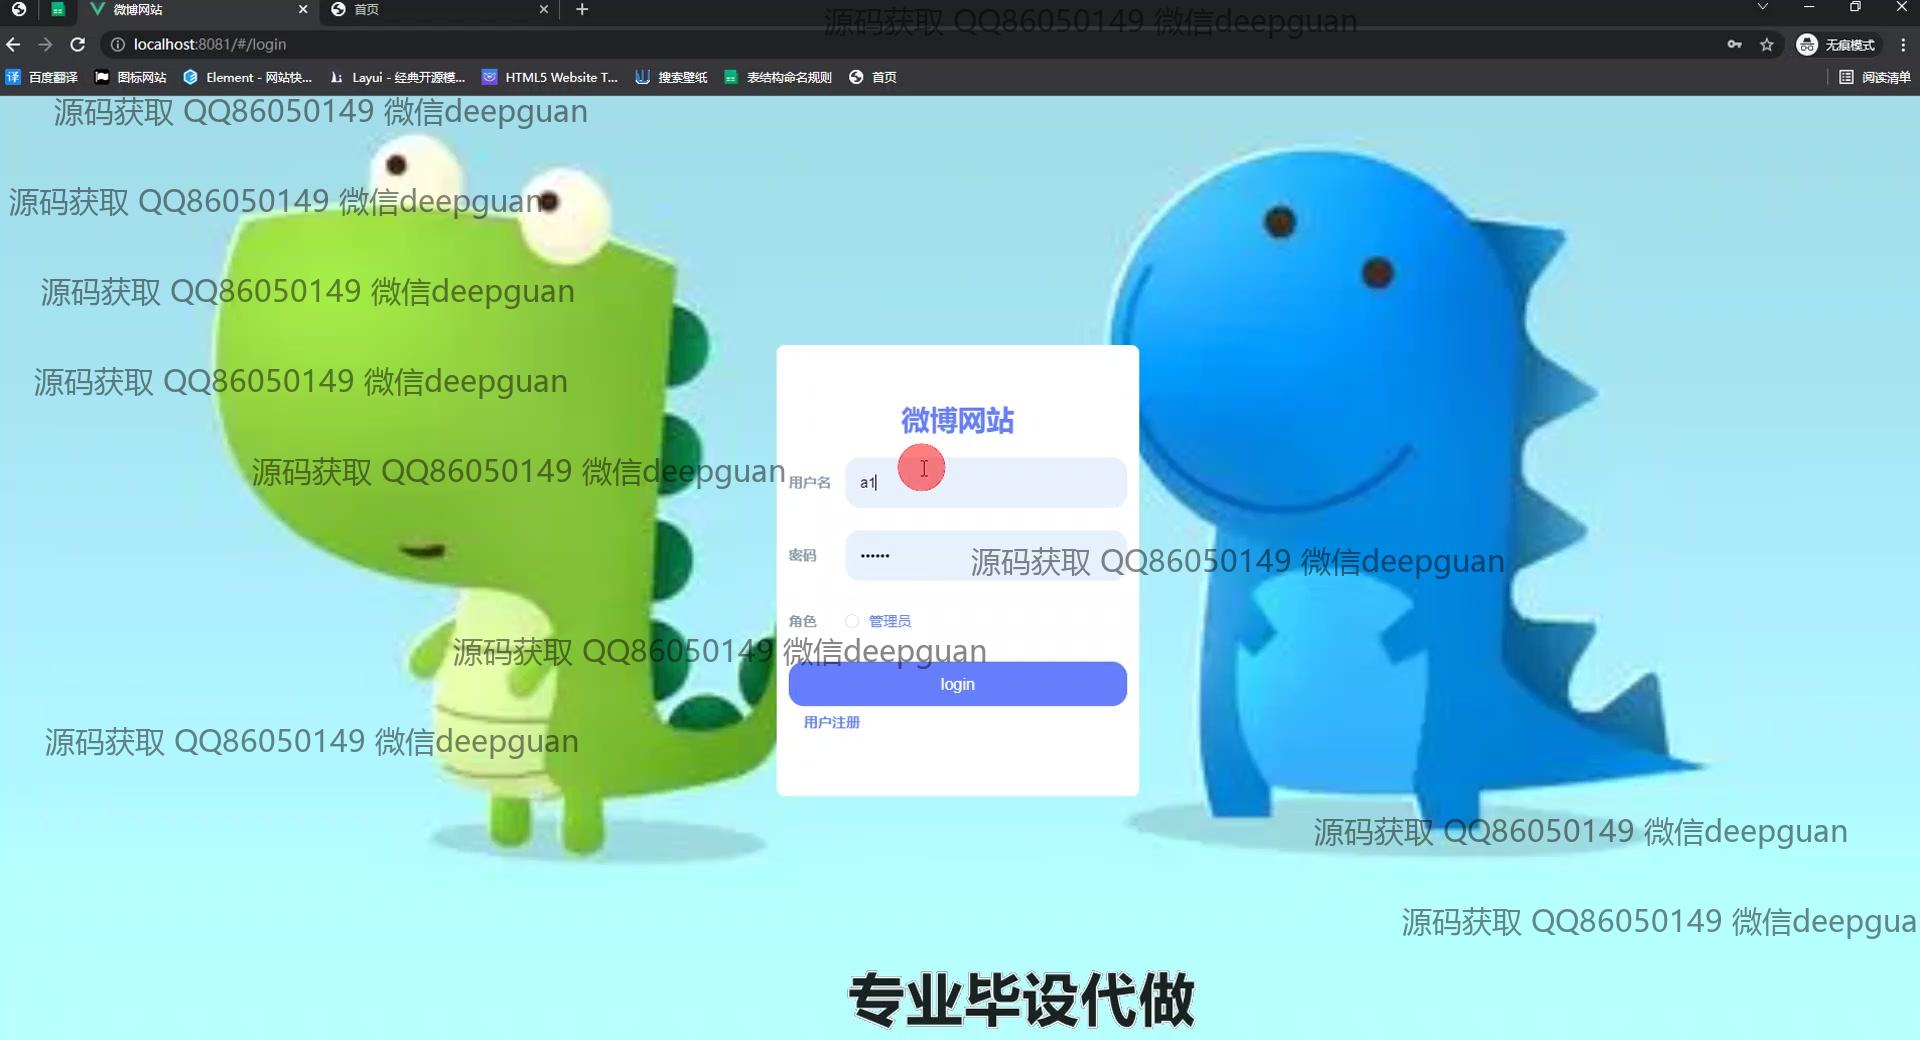 微博网站
首页
源码获取 QQ86050149 微信deepguan
localhost:8081/#/login
无痕模式
百度翻译
图标网站
Element - 网站快...
Layui - 经典开源模...
HTML5 Website T...
搜索壁纸
表结构命名规则
首页
阅读清单
源码获取 QQ86050149 微信deepguan
源码获取 QQ86050149 微信deepguan
源码获取 QQ86050149 微信deepguan
源码获取 QQ86050149 微信deepguan
微博网站
源码获取 QQ86050149 微信deepguan
用户名 a1
密码 ••••••
源码获取 QQ86050149 微信deepguan
角色 管理员
源码获取 QQ86050149 微信deepguan
login
用户注册
源码获取 QQ86050149 微信deepguan
源码获取 QQ86050149 微信deepguan
源码获取 QQ86050149 微信deepgua
专业毕设代做